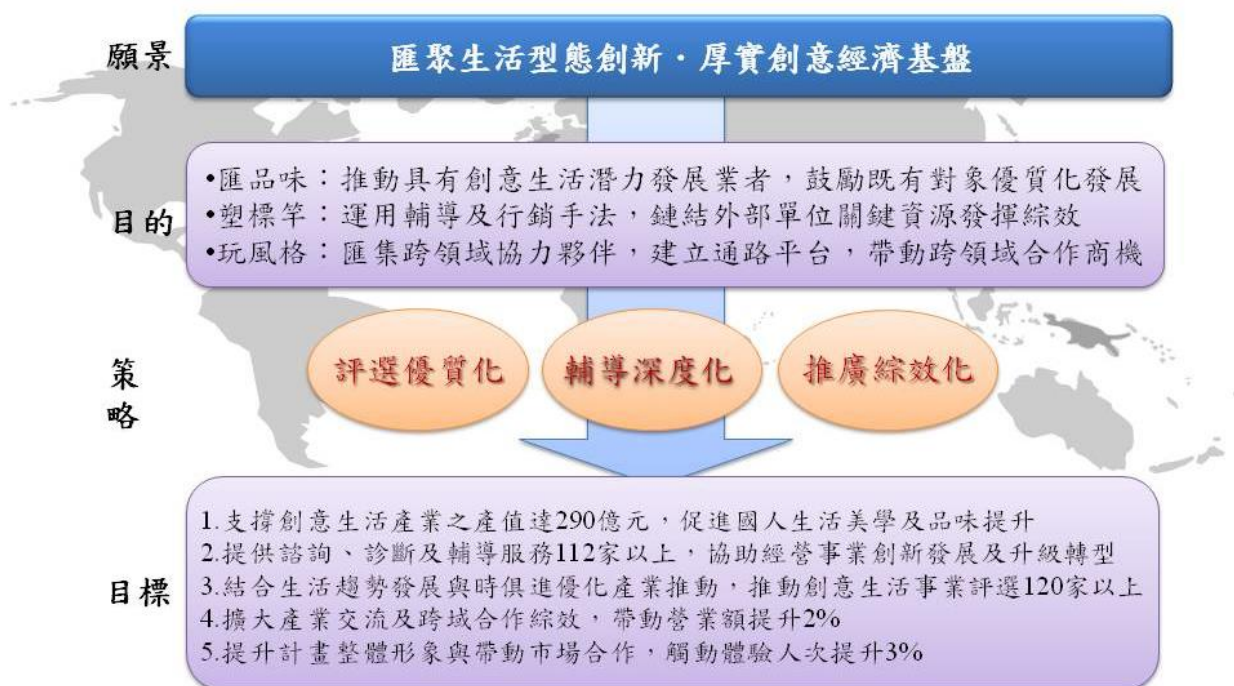 願景
匯聚生活型態創新・厚實創意經濟基盤
目的
•匯品味：推動具有創意生活潛力發展業者，鼓勵既有對象優質化發展
•塑標竿：運用輔導及行銷手法，鏈結外部單位關鍵資源發揮綜效
•玩風格：匯集跨領域協力夥伴，建立通路平台，帶動跨領域合作商機
策略
評選優質化
輔導深度化
推廣綜效化
目標
1.支撐創意生活產業之產值達290億元，促進國人生活美學及品味提升
2.提供諮詢、診斷及輔導服務112家以上，協助經營事業創新發展及升級轉型
3.結合生活趨勢發展與時俱進優化產業推動，推動創意生活事業評選120家以上
4.擴大產業交流及跨域合作綜效，帶動營業額提升2%
5.提升計畫整體形象與帶動市場合作，觸動體驗人次提升3%